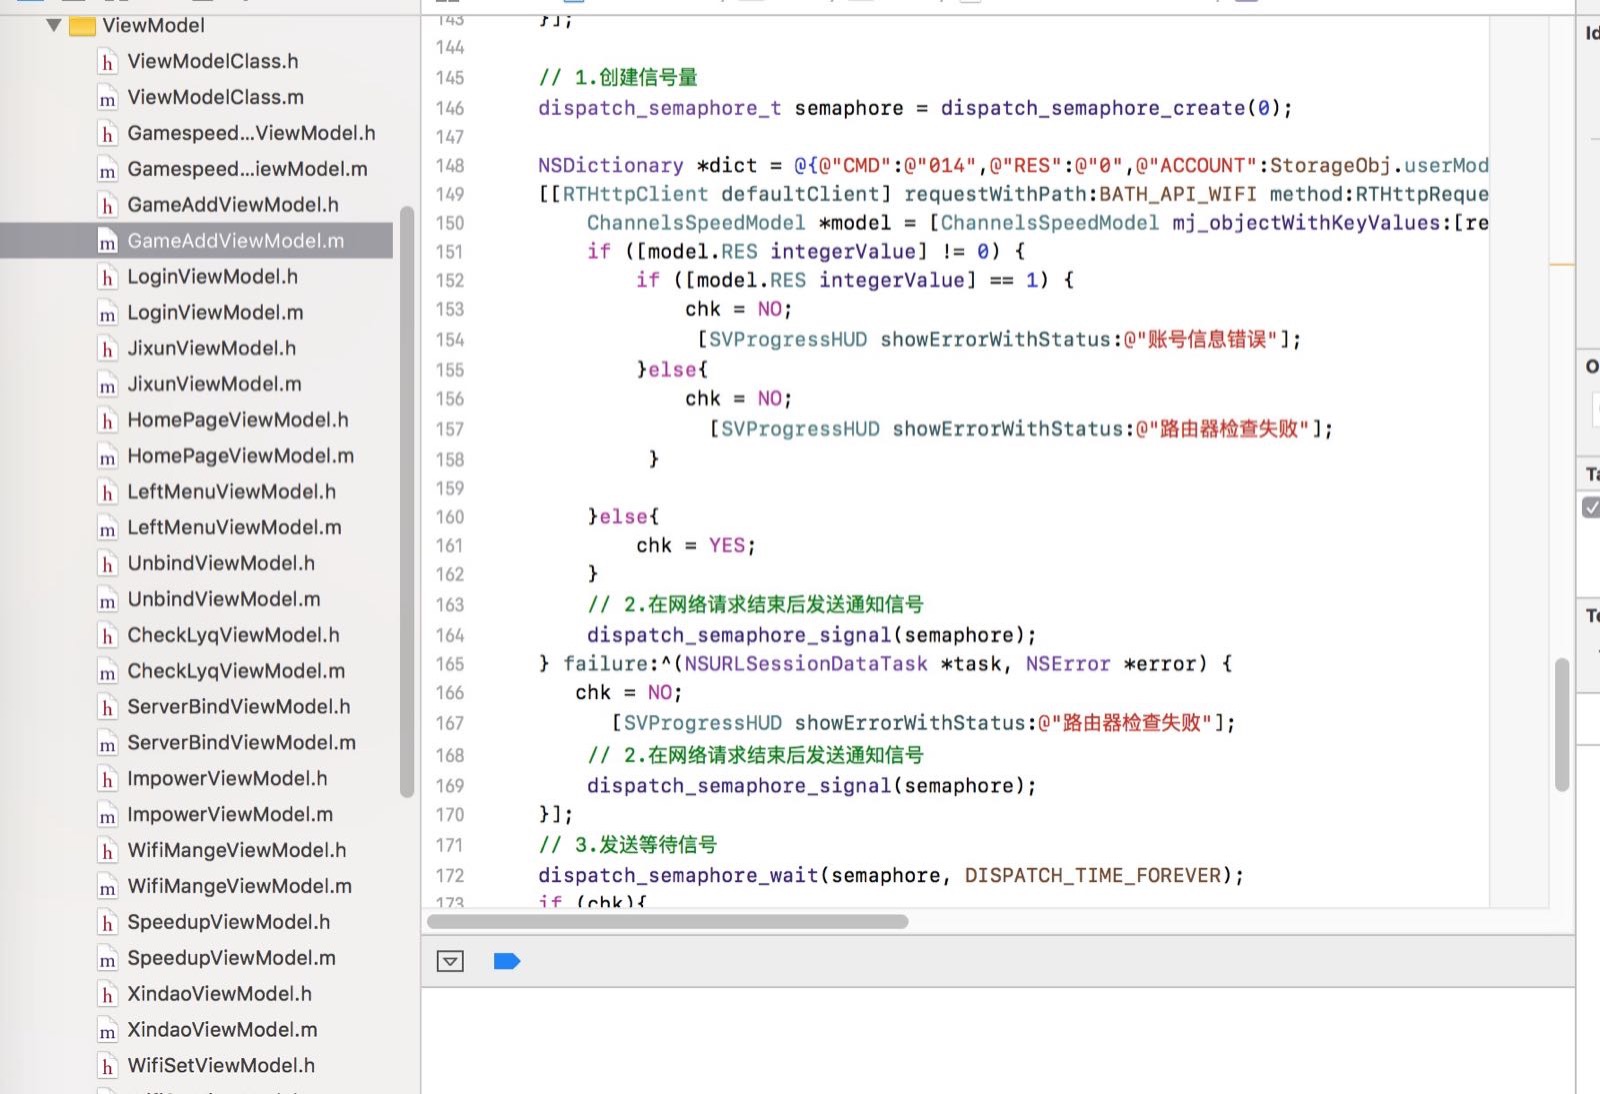 ViewModel
h ViewModelClass.h
m ViewModelClass.m
h Gamespeed...ViewModel.h
m Gamespeed...iewModel.m
h GameAddViewModel.h
m GameAddViewModel.m
h LoginViewModel.h
m LoginViewModel.m
h JixunViewModel.h
m JixunViewModel.m
h HomePageViewModel.h
m HomePageViewModel.m
h LeftMenuViewModel.h
m LeftMenuViewModel.m
h UnbindViewModel.h
m UnbindViewModel.m
h CheckLyqViewModel.h
m CheckLyqViewModel.m
h ServerBindViewModel.h
m ServerBindViewModel.m
h ImpowerViewModel.h
m ImpowerViewModel.m
h WifiMangeViewModel.h
m WifiMangeViewModel.m
h SpeedupViewModel.h
m SpeedupViewModel.m
h XindaoViewModel.h
m XindaoViewModel.m
h WifiSetViewModel.h
143 }];
144
145 // 1.创建信号量
146 dispatch_semaphore_t semaphore = dispatch_semaphore_create(0);
147
148 NSDictionary *dict = @{@"CMD":@"014",@"RES":@"0",@"ACCOUNT":StorageObj.userMod
149 [[RTHttpClient defaultClient] requestWithPath:BATH_API_WIFI method:RTHttpReque
150 ChannelsSpeedModel *model = [ChannelsSpeedModel mj_objectWithKeyValues:[re
151 if ([model.RES integerValue] != 0) {
152 if ([model.RES integerValue] == 1) {
153 chk = NO;
154 [SVProgressHUD showErrorWithStatus:@"账号信息错误"];
155 }else{
156 chk = NO;
157 [SVProgressHUD showErrorWithStatus:@"路由器检查失败"];
158 }
159
160 }else{
161 chk = YES;
162 }
163 // 2.在网络请求结束后发送通知信号
164 dispatch_semaphore_signal(semaphore);
165 } failure:^(NSURLSessionDataTask *task, NSError *error) {
166 chk = NO;
167 [SVProgressHUD showErrorWithStatus:@"路由器检查失败"];
168 // 2.在网络请求结束后发送通知信号
169 dispatch_semaphore_signal(semaphore);
170 }];
171 // 3.发送等待信号
172 dispatch_semaphore_wait(semaphore, DISPATCH_TIME_FOREVER);
173 if (chk){
Id